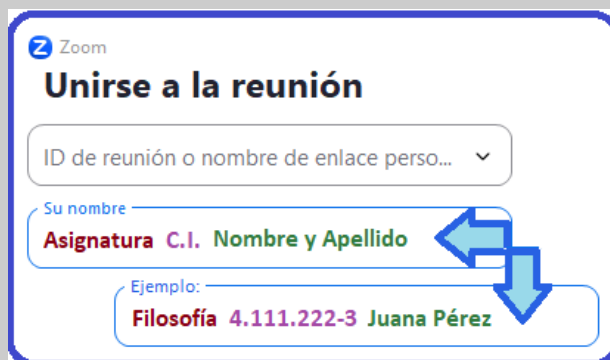 Zoom
Unirse a la reunión
ID de reunión o nombre de enlace perso...
Su nombre
Asignatura C.I. Nombre y Apellido
Ejemplo:
Filosofía 4.111.222-3 Juana Pérez